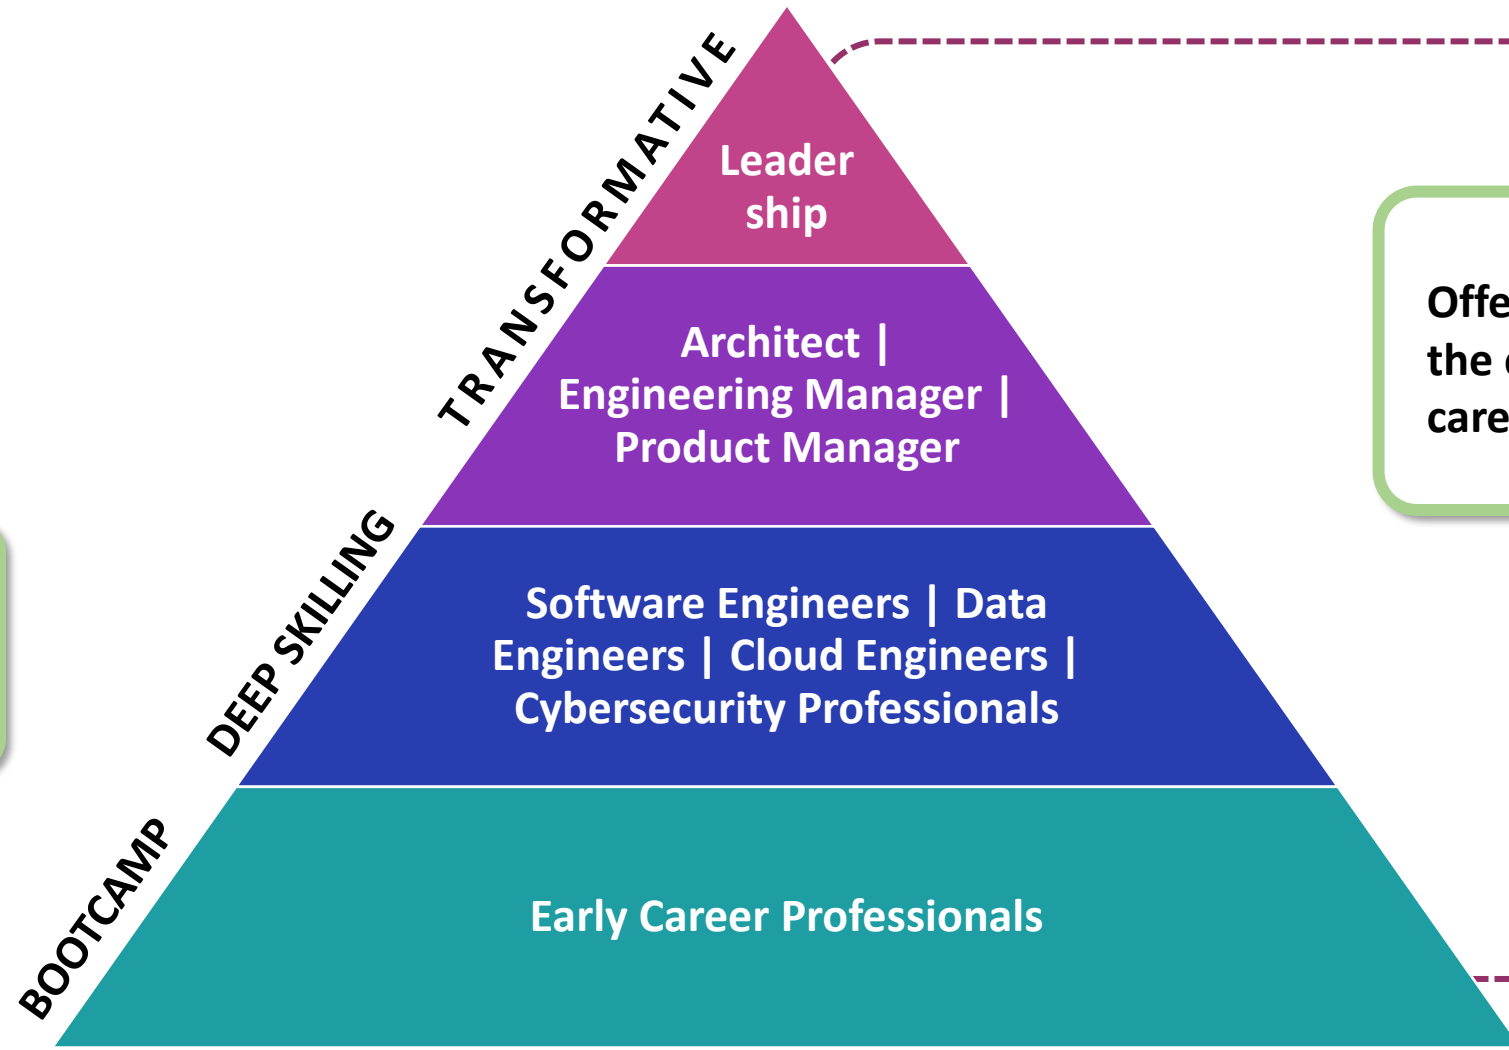 TRANSFORMATIVE
Leader
ship
Architect |
Engineering Manager |
Product Manager
DEEP SKILLING
Software Engineers | Data
Engineers | Cloud Engineers |
Cybersecurity Professionals
BOOTCAMP
Early Career Professionals
the